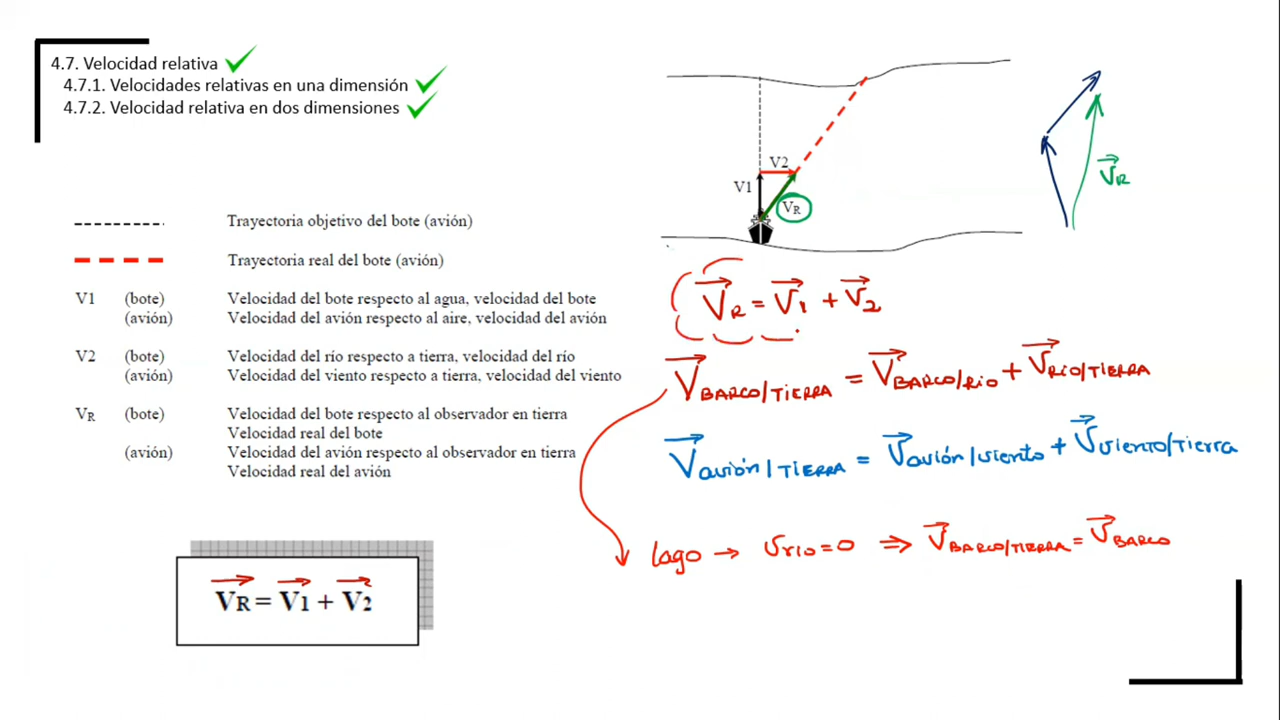 4.7. Velocidad relativa
4.7.1. Velocidades relativas en una dimensión
4.7.2. Velocidad relativa en dos dimensiones
Trayectoria objetivo del bote (avión)
Trayectoria real del bote (avión)
V1 (bote) Velocidad del bote respecto al agua, velocidad del bote
(avión) Velocidad del avión respecto al aire, velocidad del avión
V2 (bote) Velocidad del río respecto a tierra, velocidad del río
(avión) Velocidad del viento respecto a tierra, velocidad del viento
VR (bote) Velocidad del bote respecto al observador en tierra
Velocidad real del bote
(avión) Velocidad del avión respecto al observador en tierra
Velocidad real del avión
VR = V1 + V2
V2
V1
VR
VR
VR = V1 + V2
VBARCO/TIERRA = VBARCO/RIO + VRIO/TIERRA
Vavión/TIERRA = Vavión/viento + Vviento/tierra
lago → vRIO = 0 ⇒ VBARCO/TIERRA = VBARCO